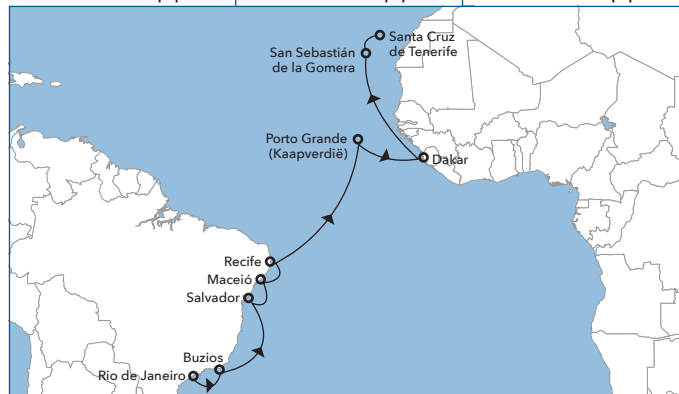 Santa Cruz
de Tenerife
San Sebastián
de la Gomera
Porto Grande
(Kaapverdië)
Dakar
Recife
Maceió
Salvador
Buzios
Rio de Janeiro